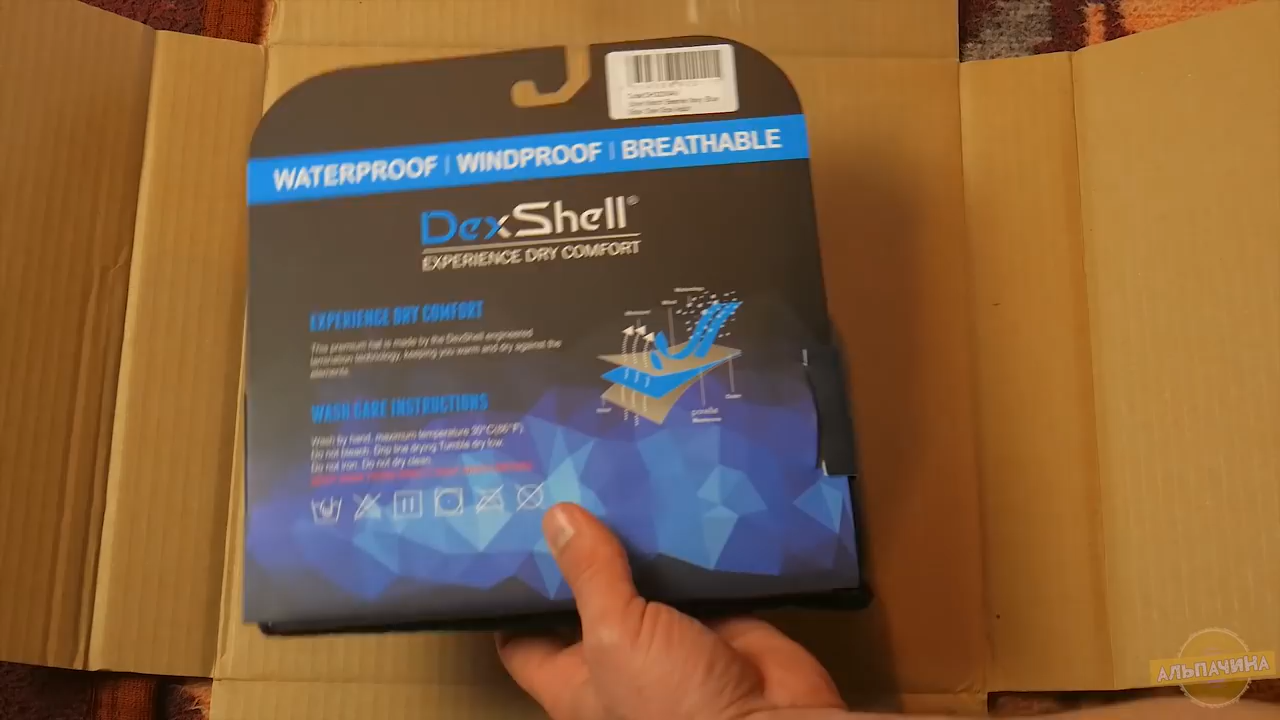 WATERPROOF | WINDPROOF | BREATHABLE
DexShell®
EXPERIENCE DRY COMFORT
EXPERIENCE DRY COMFORT
This premium hat is made by the DexShell engineered
lamination technology, keeping you warm and dry against the
elements.
WASH CARE INSTRUCTIONS
Wash by hand, maximum temperature 30°C(86°F).
Do not bleach. Drip line drying.Tumble dry low.
Do not iron. Do not dry clean.
АЛЬПАЧИНА